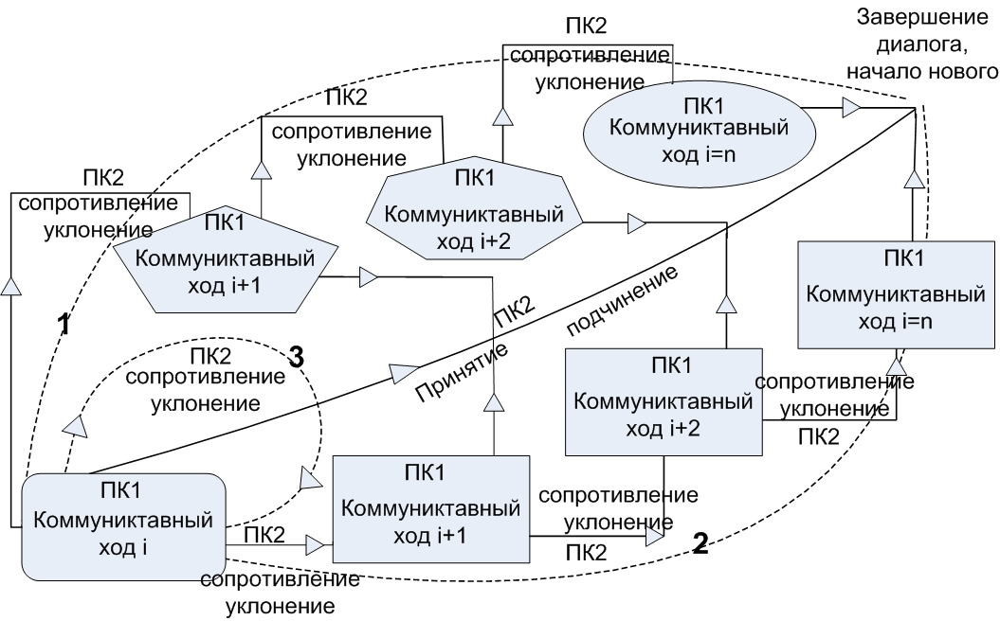 ПК2
сопротивление
уклонение
Завершение
диалога,
начало нового
ПК1
Коммуниктавный
ход i=n
ПК2
сопротивление
уклонение
ПК2
сопротивление
уклонение
ПК1
Коммуниктавный
ход i+2
ПК1
Коммуниктавный
ход i+1
ПК1
Коммуниктавный
ход i=n
1
ПК2
подчинение
Принятие
3
ПК2
сопротивление
уклонение
ПК1
Коммуниктавный
ход i+2
сопротивление
уклонение
ПК2
ПК1
Коммуниктавный
ход i
ПК2
сопротивление
уклонение
ПК1
Коммуниктавный
ход i+1
сопротивление
уклонение
ПК2
2